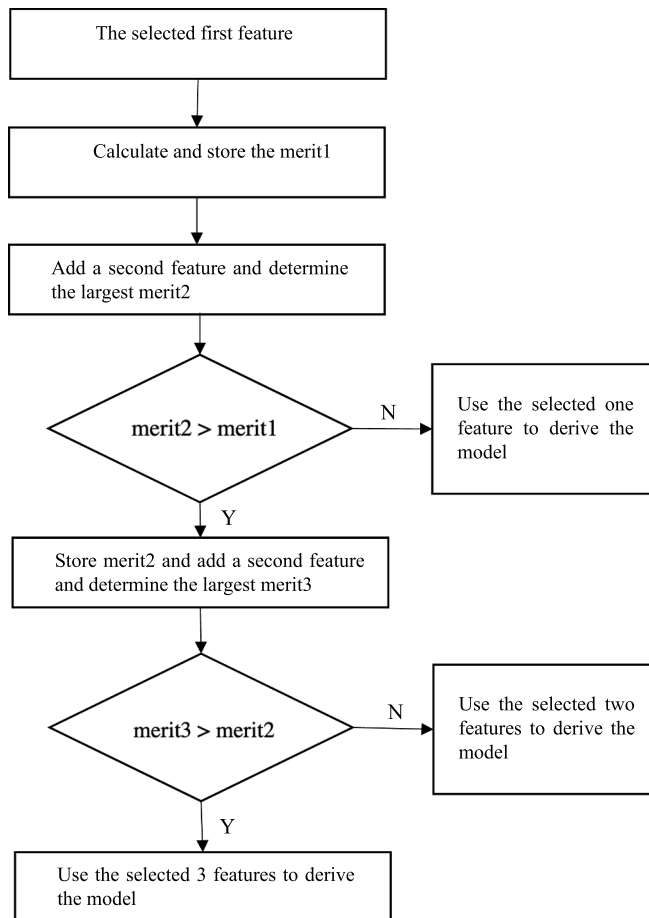 The selected first feature
Calculate and store the merit1
Add a second feature and determine
the largest merit2
merit2 > merit1
N
Use the selected one
feature to derive the
model
Y
Store merit2 and add a second feature
and determine the largest merit3
merit3 > merit2
N
Use the selected two
features to derive the
model
Y
Use the selected 3 features to derive
the model